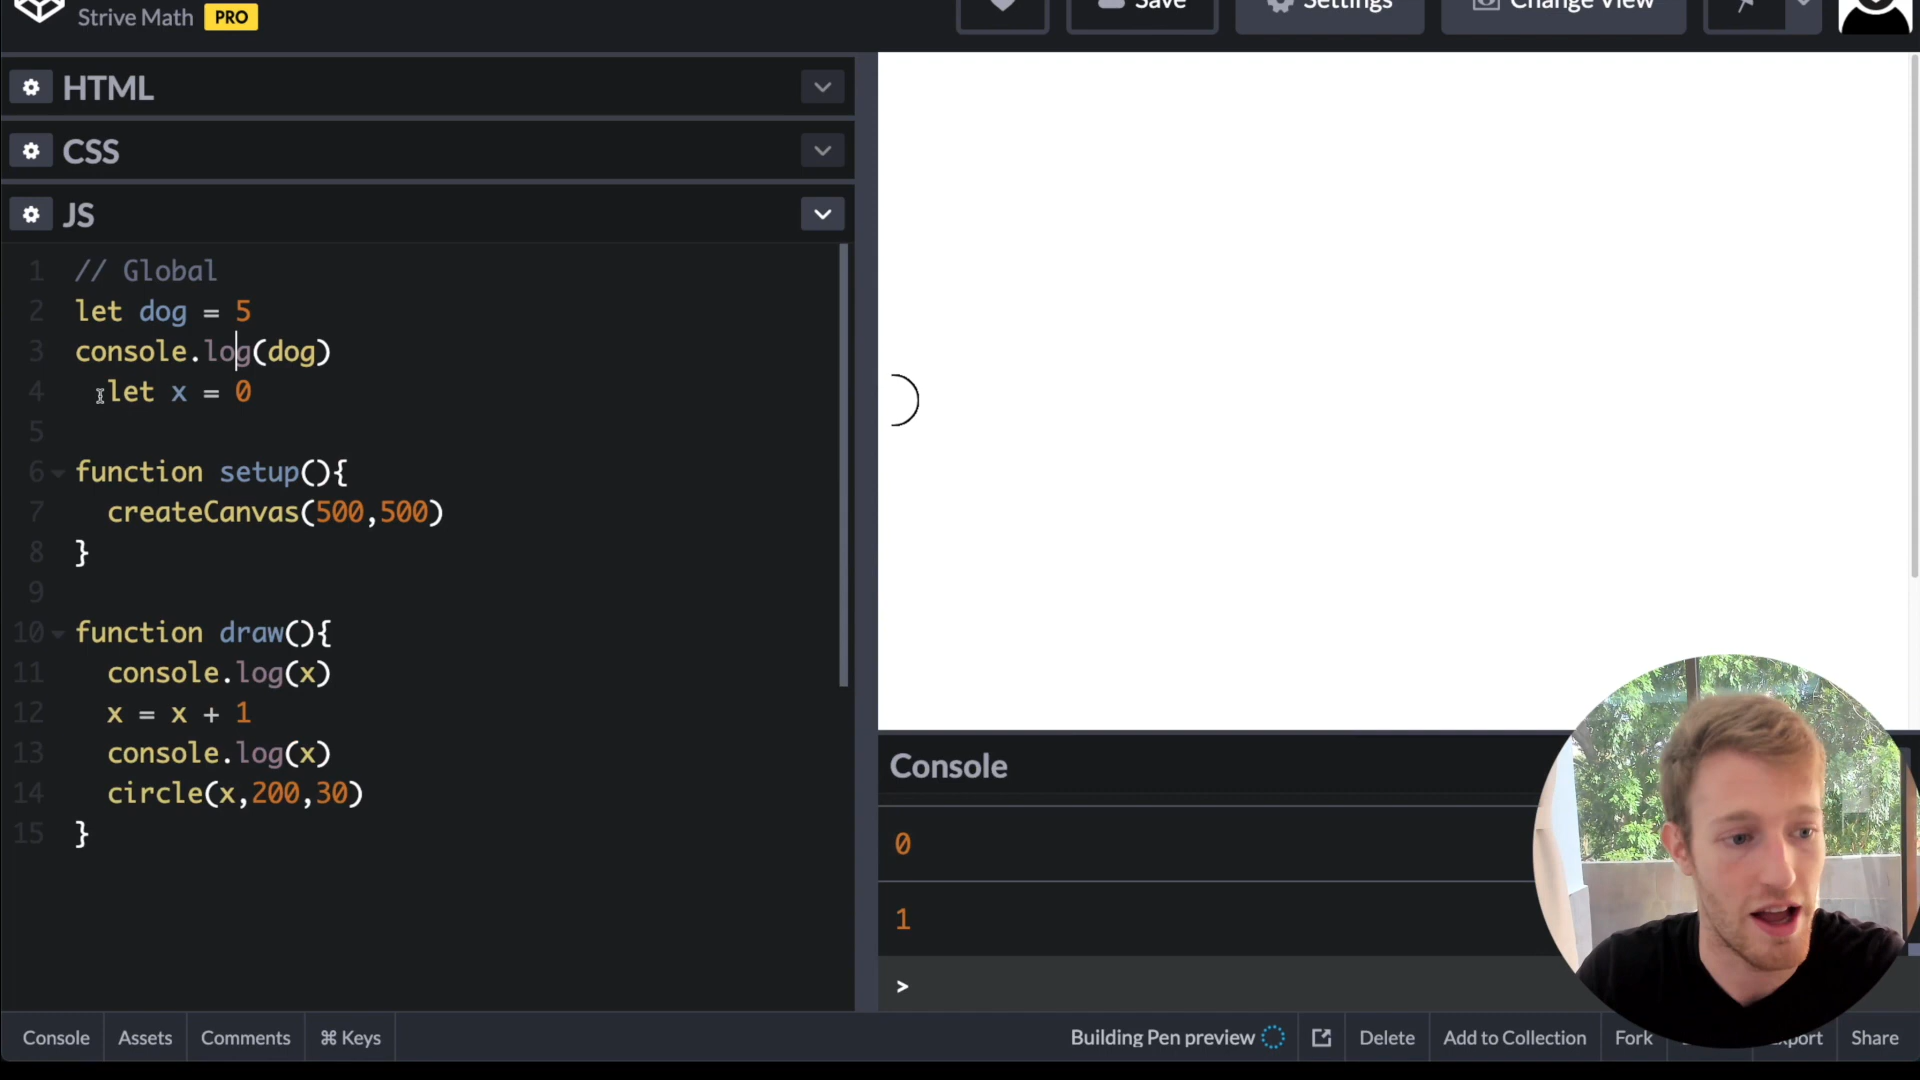 Strive Math PRO
Save
Settings
Change View
HTML
CSS
JS
1 // Global
2 let dog = 5
3 console.log(dog)
4 let x = 0
5
6 function setup(){
7 createCanvas(500,500)
8 }
9
10 function draw(){
11 console.log(x)
12 x = x + 1
13 console.log(x)
14 circle(x,200,30)
15 }
Console
0
1
>
Console Assets Comments ⌘ Keys
Building Pen preview Delete Add to Collection Fork Share